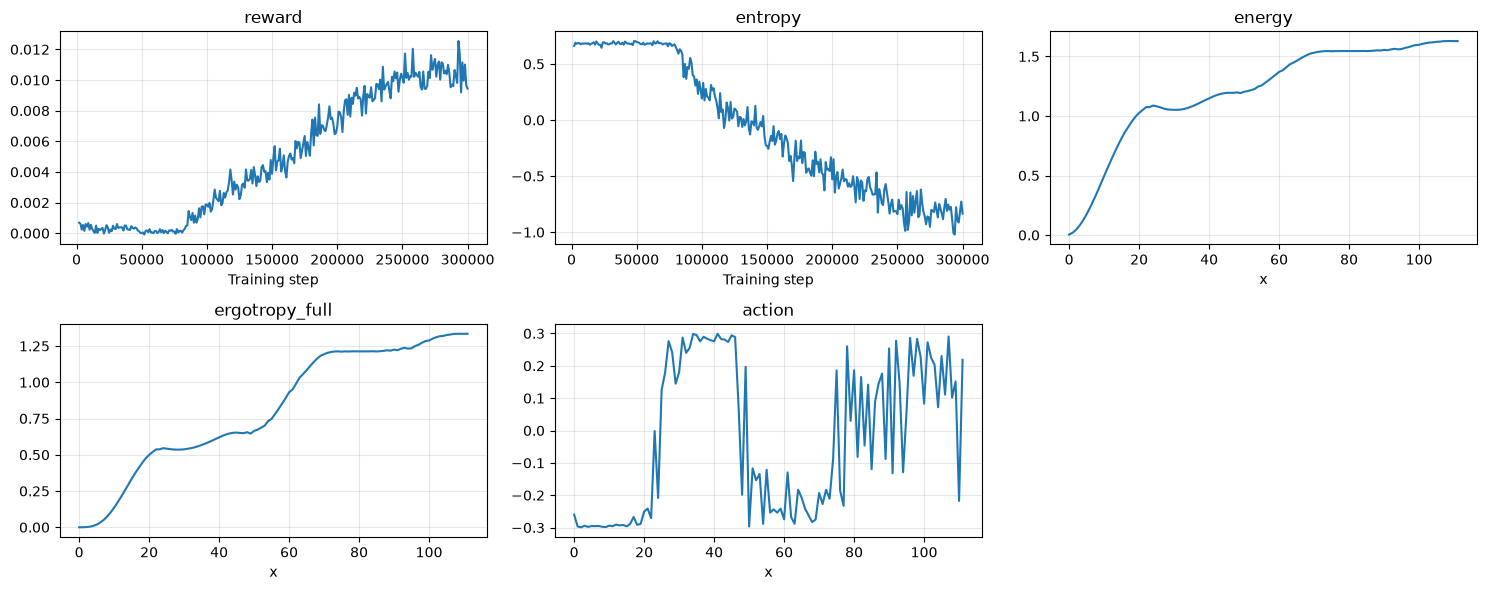 reward
0.012
0.010
0.008
0.006
0.004
0.002
0.000
0 50000 100000 150000 200000 250000 300000
Training step
entropy
0.5
0.0
−0.5
−1.0
0 50000 100000 150000 200000 250000 300000
Training step
energy
1.5
1.0
0.5
0.0
0 20 40 60 80 100
x
ergotropy_full
1.25
1.00
0.75
0.50
0.25
0.00
0 20 40 60 80 100
x
action
0.3
0.2
0.1
0.0
−0.1
−0.2
−0.3
0 20 40 60 80 100
x